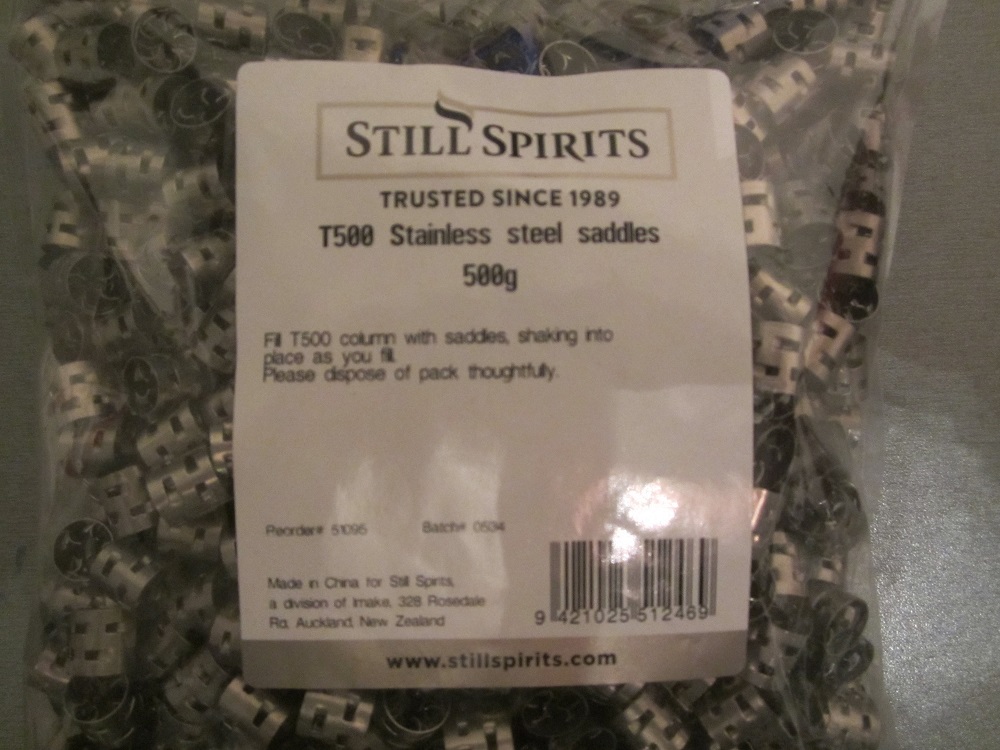 STILL SPIRITS
TRUSTED SINCE 1989
T500 Stainless steel saddles
500g
Fill T500 column with saddles, shaking into
place as you fill.
Please dispose of pack thoughtfully.
Reorder# 51095 Batch# 0534
Made in China for Still Spirits,
a division of Imake, 328 Rosedale
Rd, Auckland, New Zealand
9 421025 512469
www.stillspirits.com